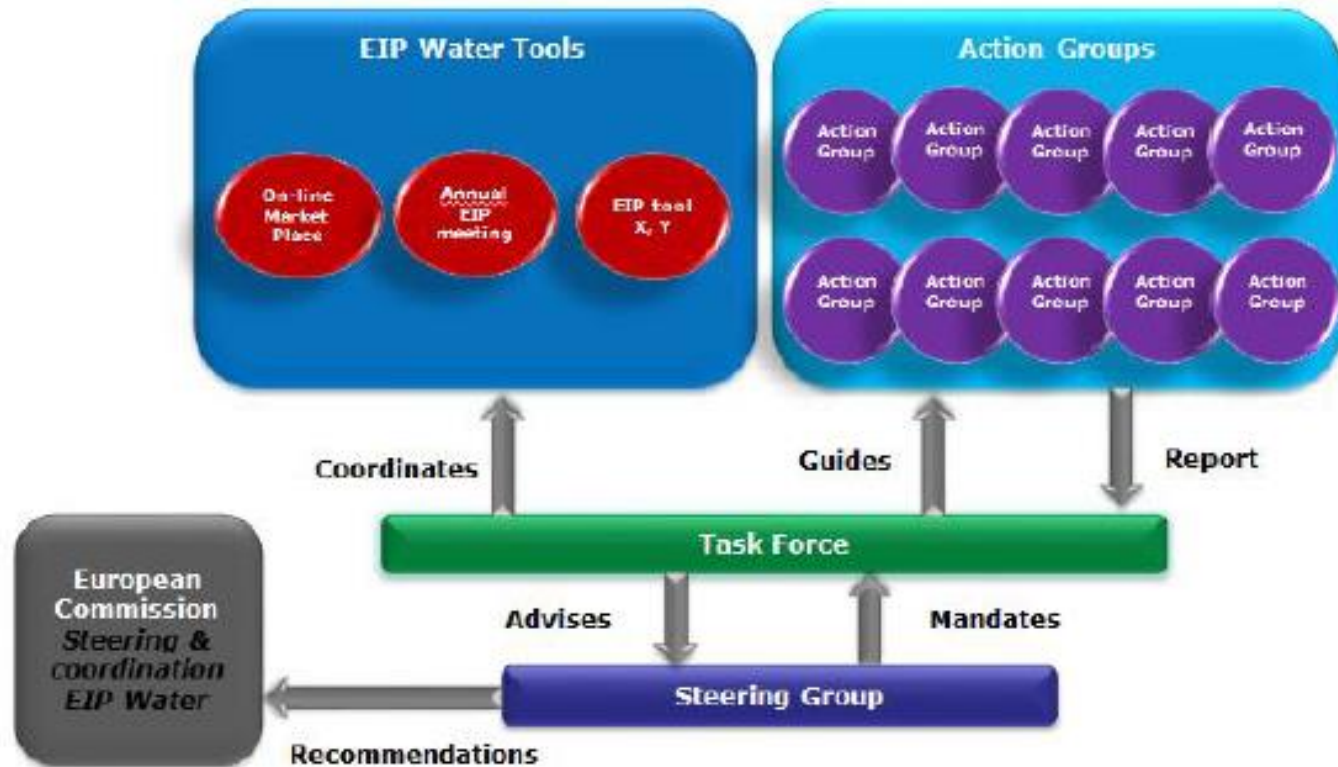 EIP Water Tools
Action Groups
On-line
Market
Place
Annual
EIP
meeting
EIP tool
X, Y
Action
Group
Action
Group
Action
Group
Action
Group
Action
Group
Action
Group
Action
Group
Action
Group
Action
Group
Action
Group
Coordinates
Guides
Report
Task Force
European
Commission
Steering &
coordination
EIP Water
Advises
Mandates
Steering Group
Recommendations